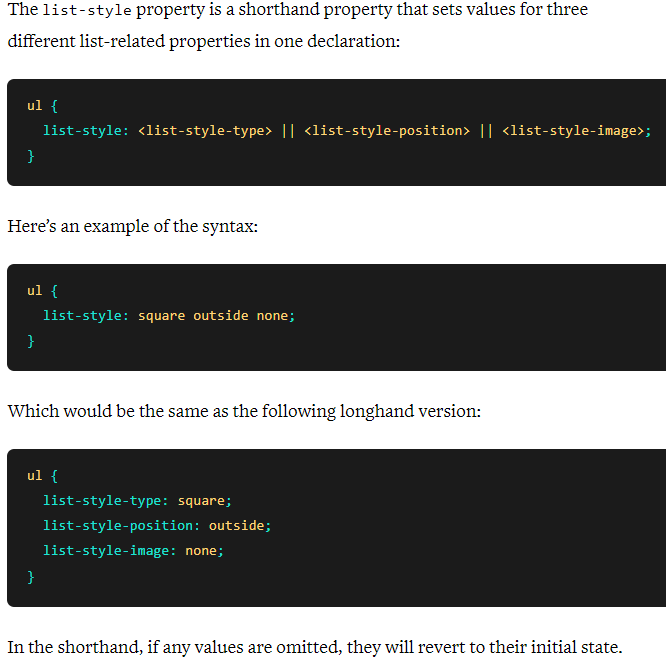 The list-style property is a shorthand property that sets values for three
different list-related properties in one declaration:
ul {
  list-style: <list-style-type> || <list-style-position> || <list-style-image>;
}
Here’s an example of the syntax:
ul {
  list-style: square outside none;
}
Which would be the same as the following longhand version:
ul {
  list-style-type: square;
  list-style-position: outside;
  list-style-image: none;
}
In the shorthand, if any values are omitted, they will revert to their initial state.